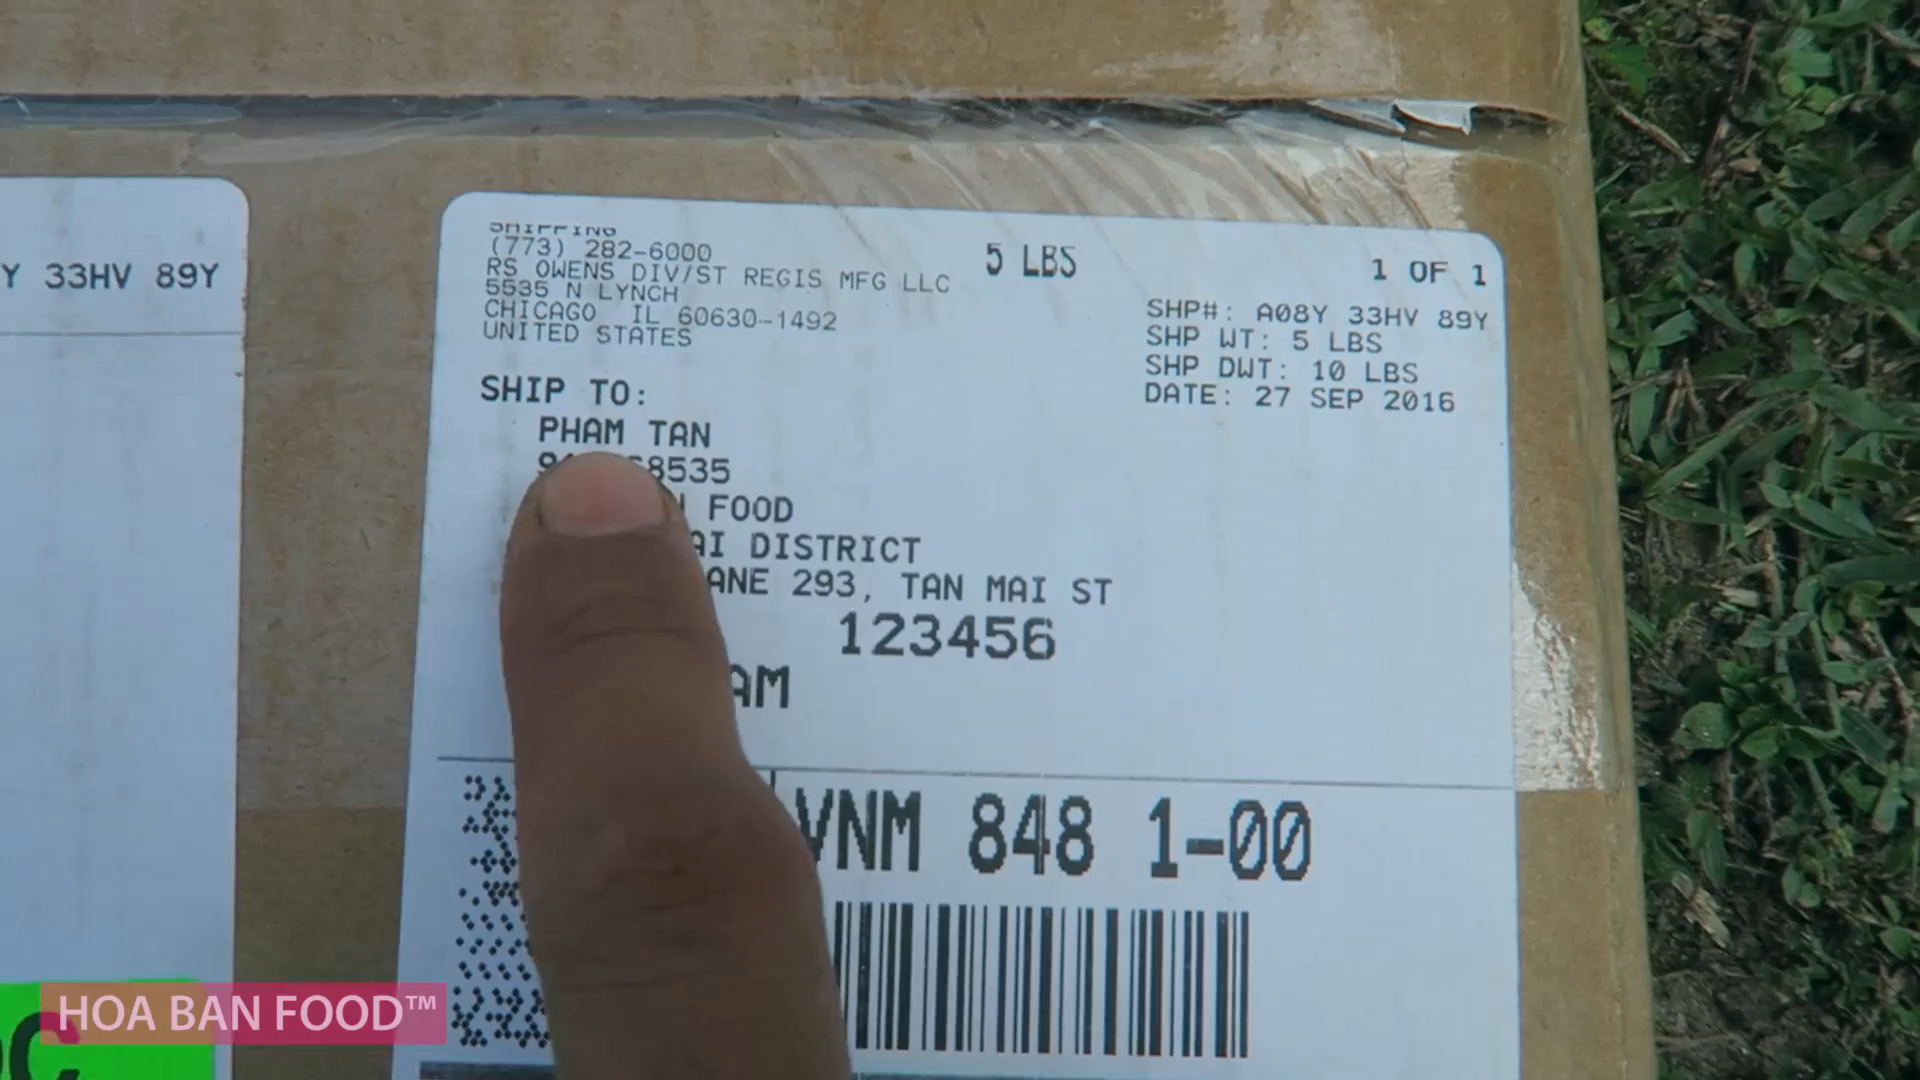 Y 33HV 89Y
SHIPPING
(773) 282-6000
RS OWENS DIV/ST REGIS MFG LLC
5535 N LYNCH
CHICAGO IL 60630-1492
UNITED STATES
5 LBS
1 OF 1
SHP#: A08Y 33HV 89Y
SHP WT: 5 LBS
SHP DWT: 10 LBS
DATE: 27 SEP 2016
SHIP TO:
PHAM TAN
8535
FOOD
DISTRICT
293, TAN MAI ST
123456
VNM 848 1-00
HOA BAN FOOD™